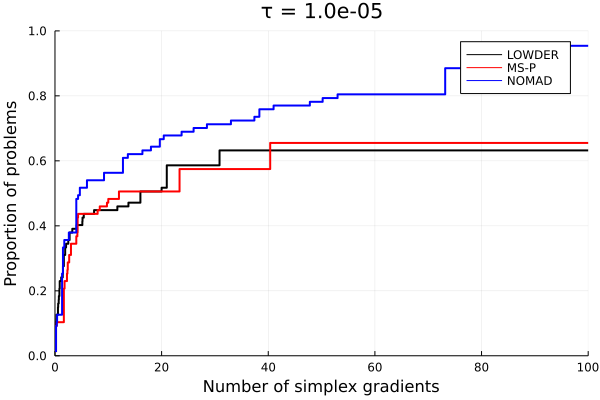 τ = 1.0e-05
1.0
0.8
0.6
0.4
0.2
0.0
Proportion of problems
LOWDER
MS-P
NOMAD
0 20 40 60 80 100
Number of simplex gradients